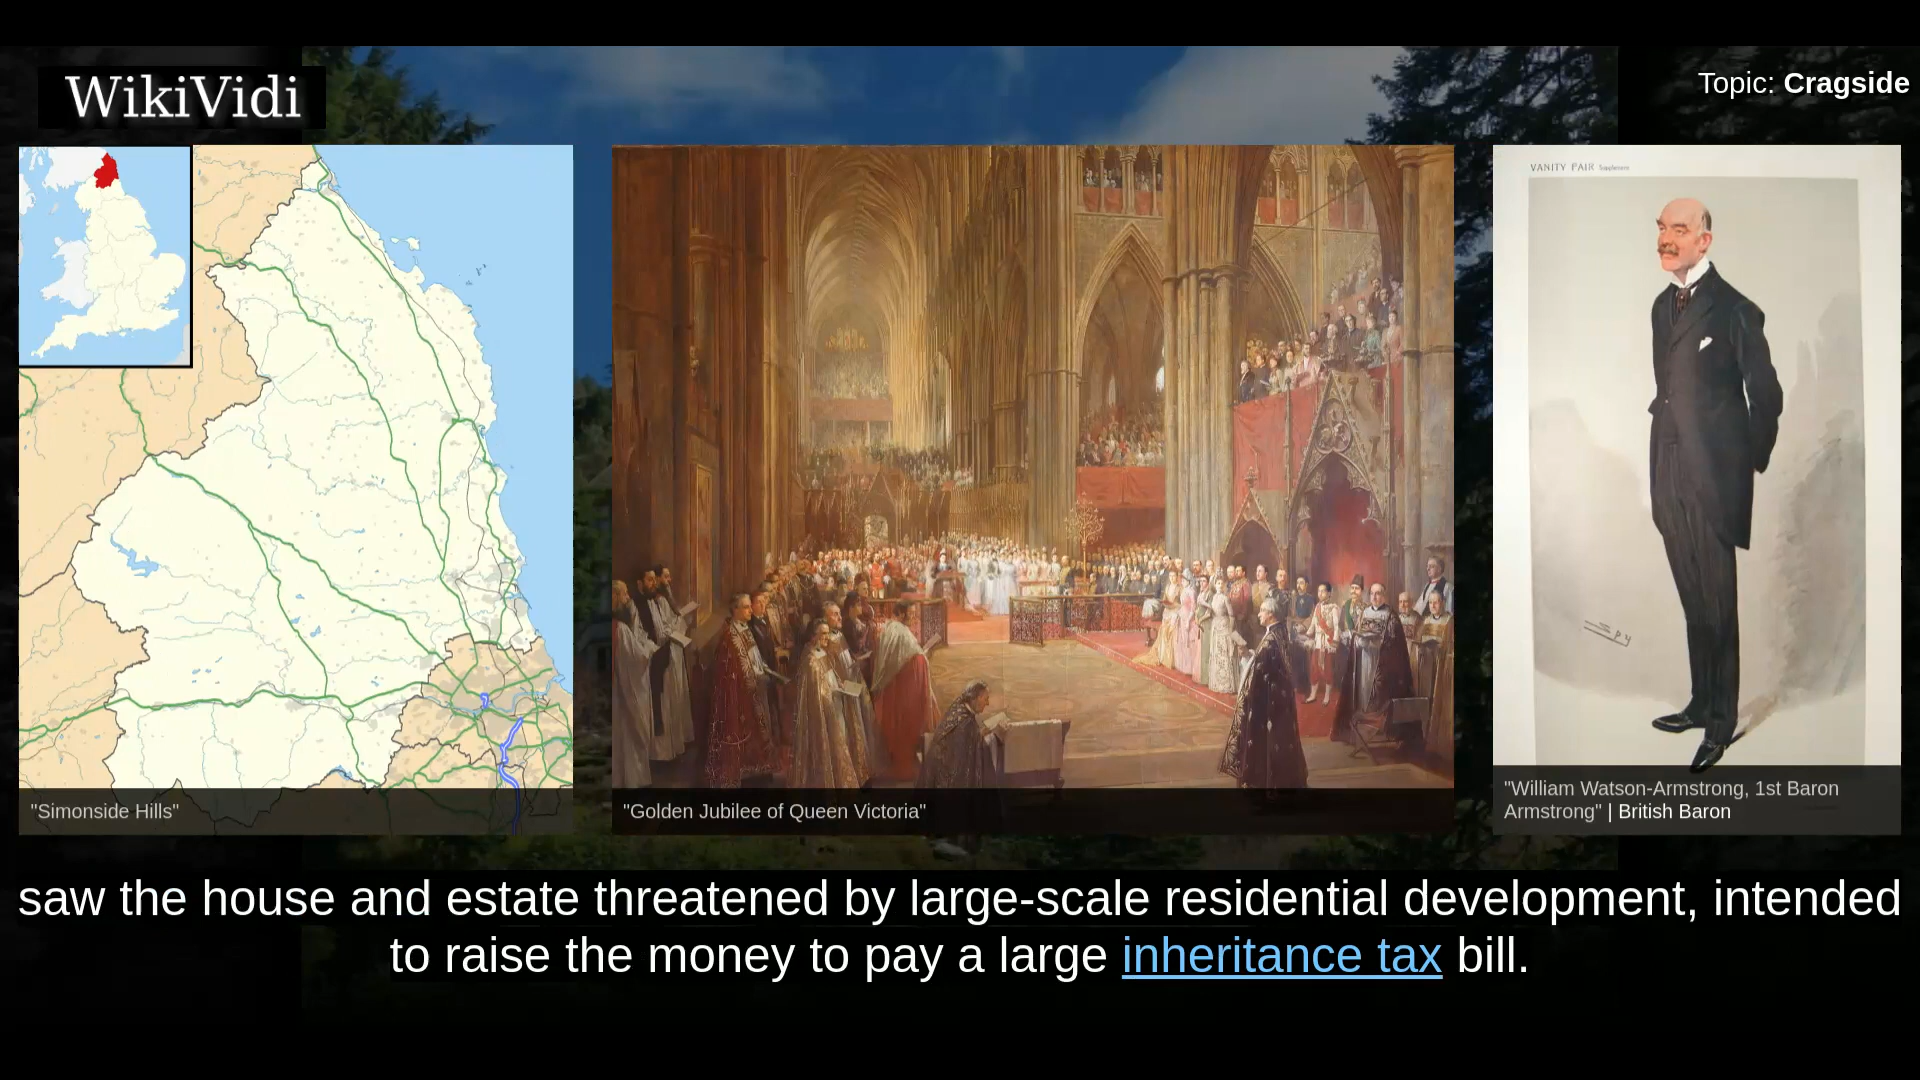 WikiVidi
Topic: Cragside
VANITY FAIR Supplement
Spy
"Simonside Hills"
"Golden Jubilee of Queen Victoria"
"William Watson-Armstrong, 1st Baron
Armstrong" | British Baron
saw the house and estate threatened by large-scale residential development, intended
to raise the money to pay a large inheritance tax bill.